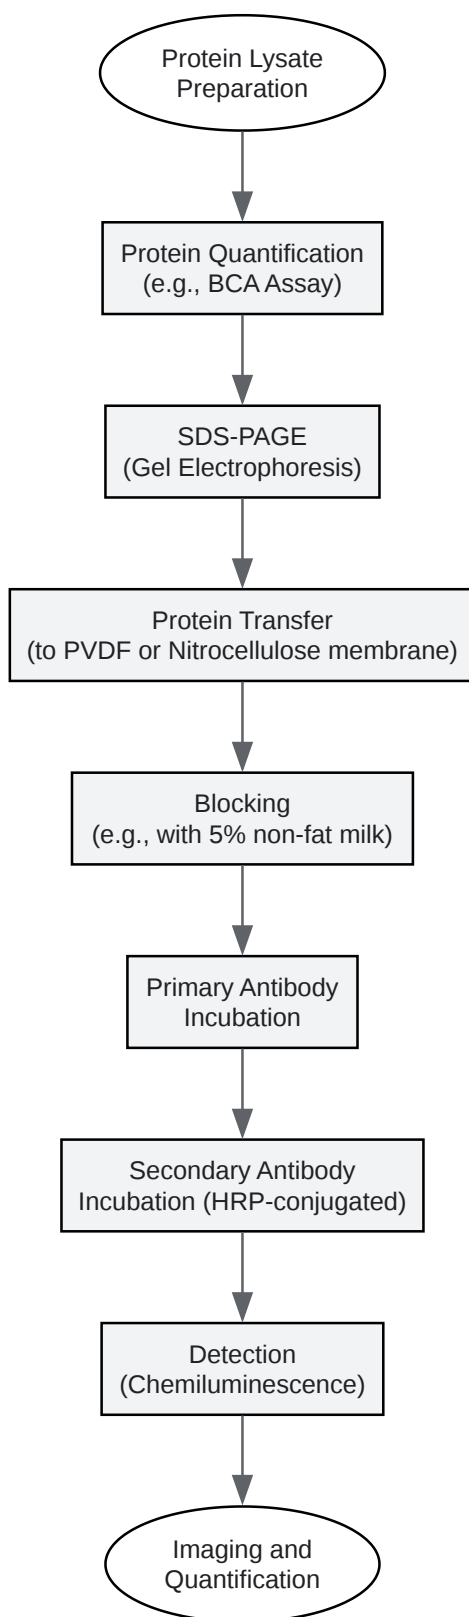 Protein Lysate
Preparation
Protein Quantification
(e.g., BCA Assay)
SDS-PAGE
(Gel Electrophoresis)
Protein Transfer
(to PVDF or Nitrocellulose membrane)
Blocking
(e.g., with 5% non-fat milk)
Primary Antibody
Incubation
Secondary Antibody
Incubation (HRP-conjugated)
Detection
(Chemiluminescence)
Imaging and
Quantification